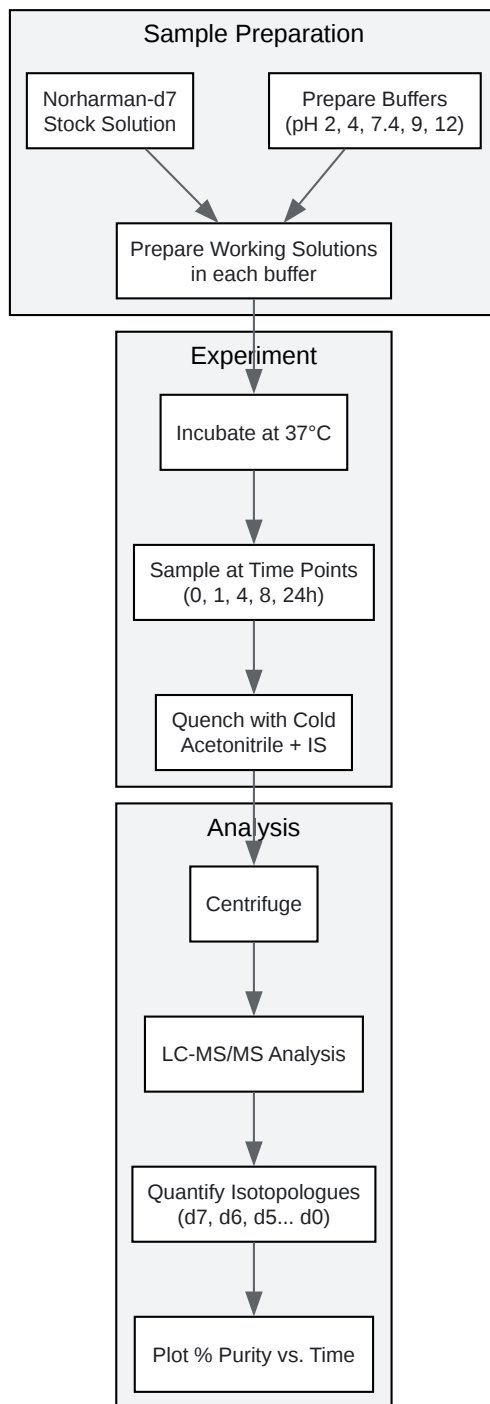 Sample Preparation
Norharman-d7
Stock Solution
Prepare Buffers
(pH 2, 4, 7.4, 9, 12)
Prepare Working Solutions
in each buffer
Experiment
Incubate at 37°C
Sample at Time Points
(0, 1, 4, 8, 24h)
Quench with Cold
Acetonitrile + IS
Analysis
Centrifuge
LC-MS/MS Analysis
Quantify Isotopologues
(d7, d6, d5... d0)
Plot % Purity vs. Time